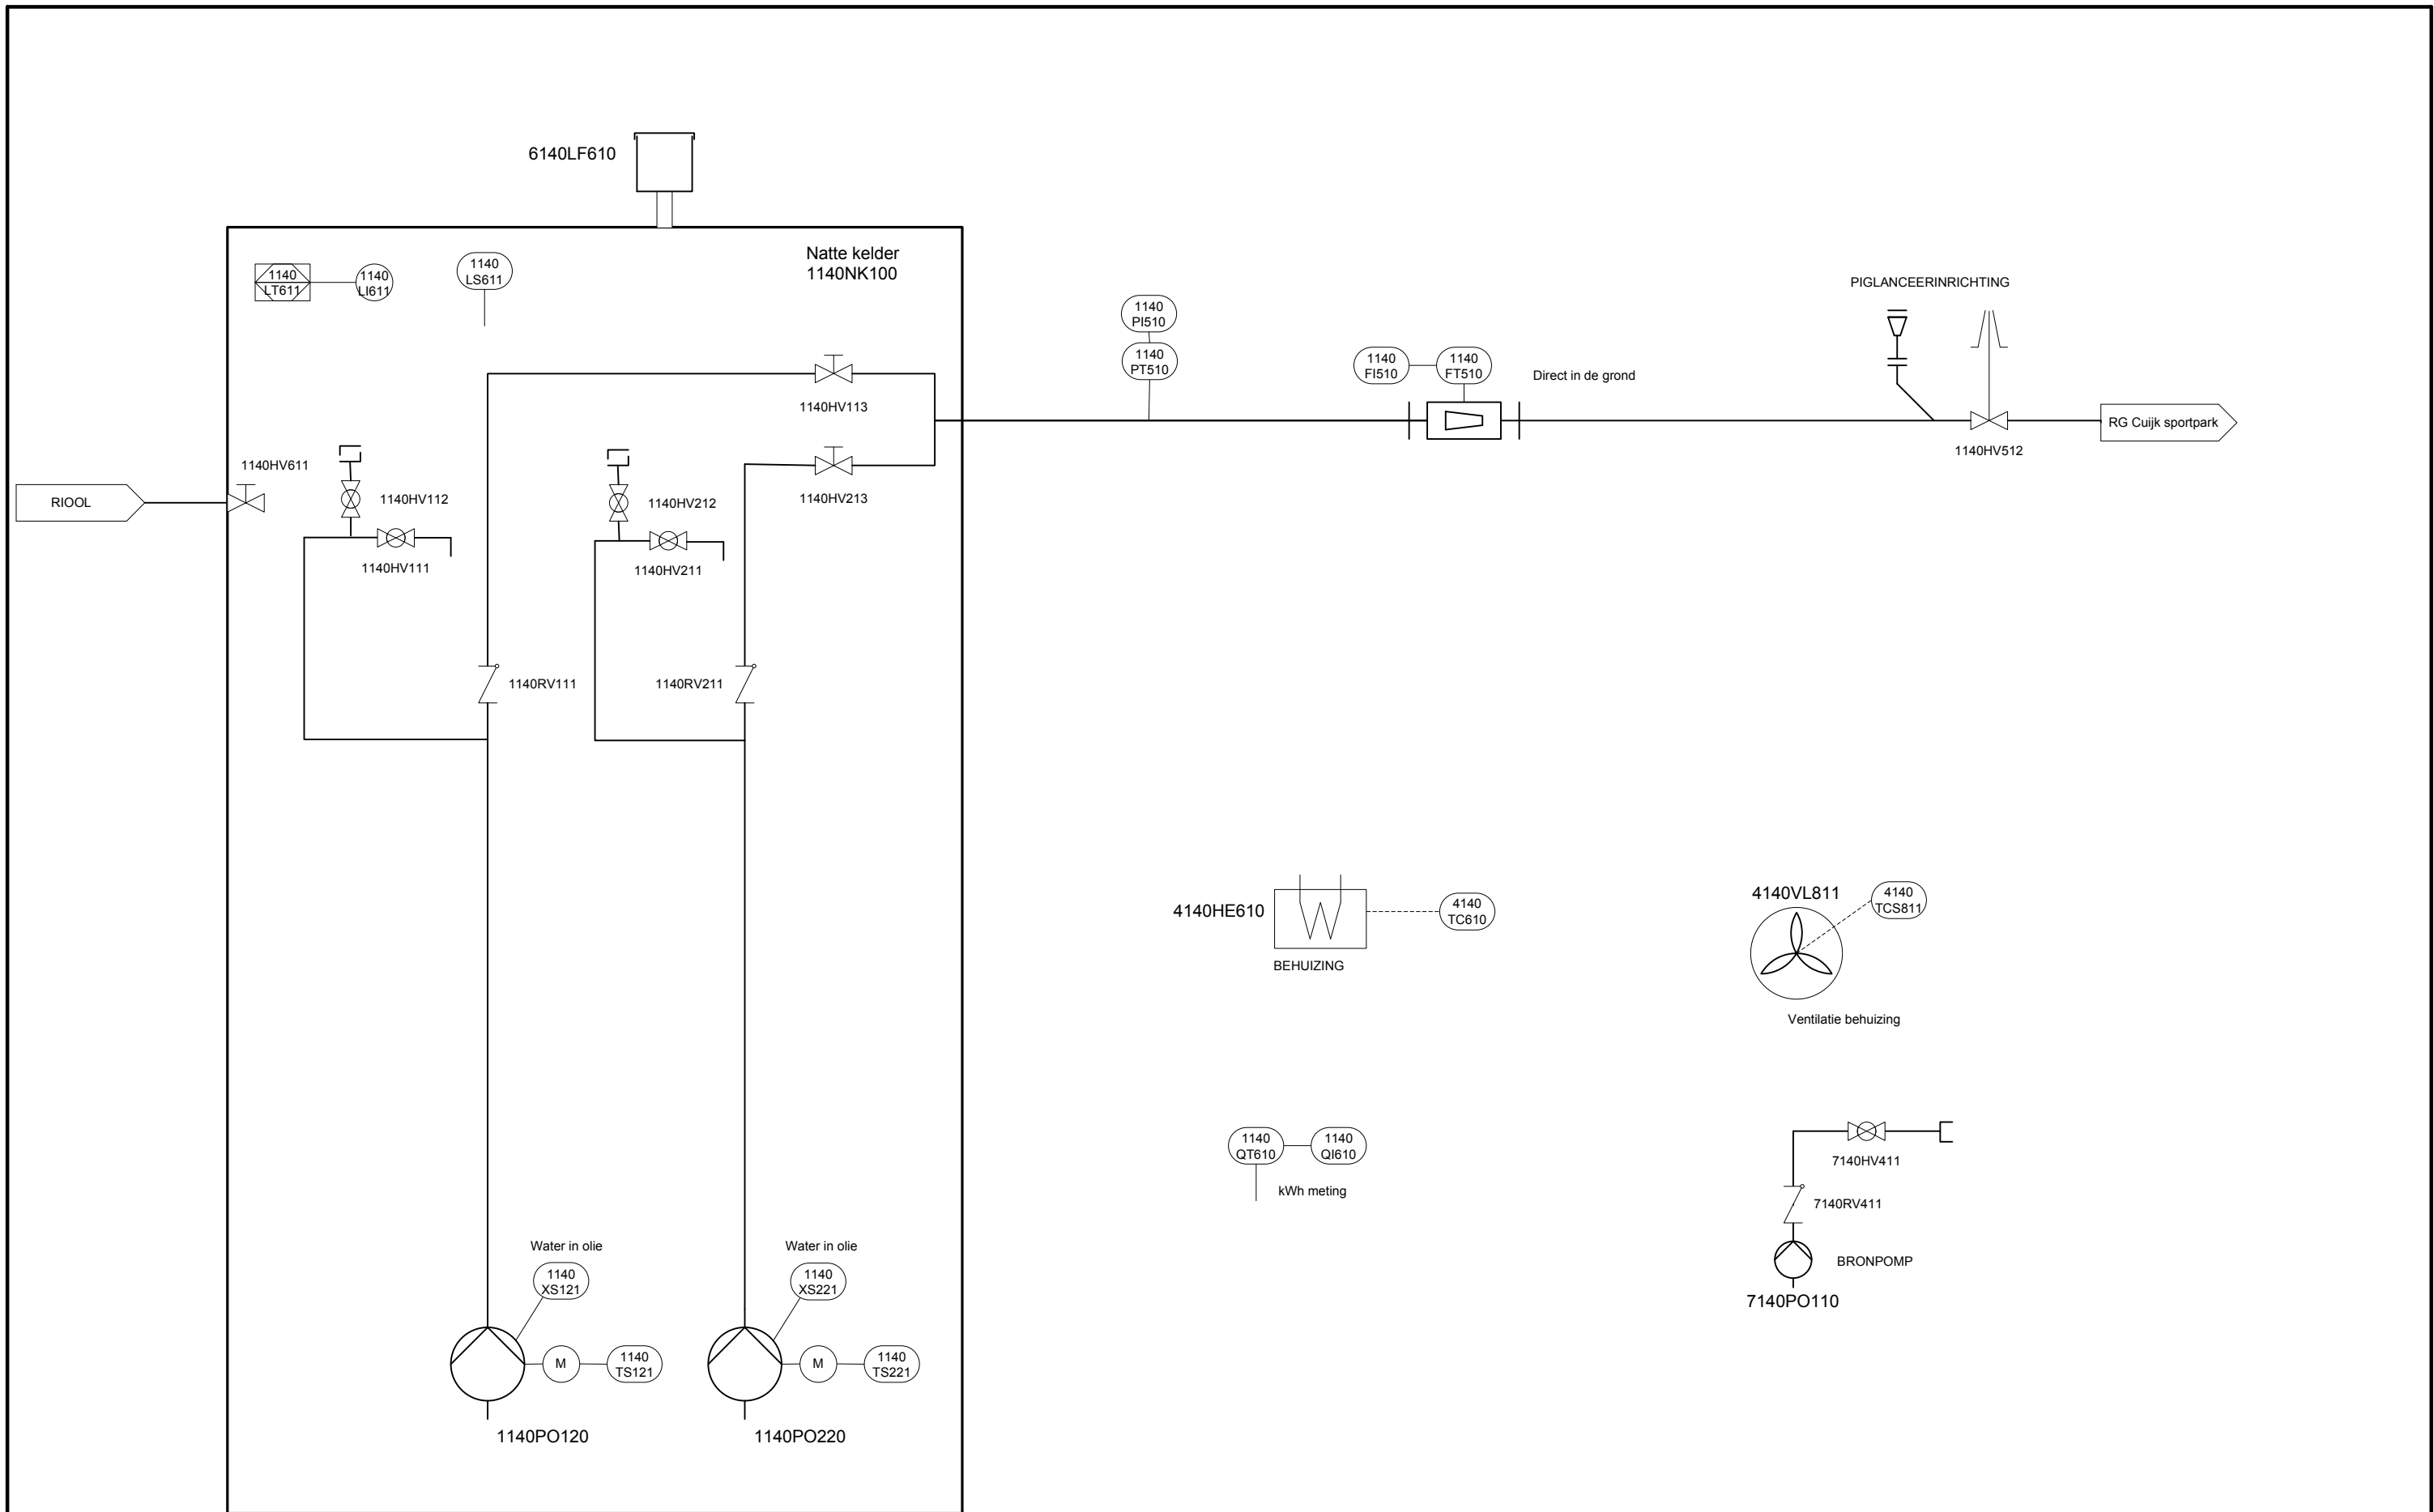 6140LF610
Natte kelder
1140NK100
1140
LT611
1140
LI611
1140
LS611
PIGLANCEERINRICHTING
1140
PI510
1140
PT510
1140
FI510
1140
FT510
Direct in de grond
1140HV113
RG Cuijk sportpark
1140HV512
1140HV611
1140HV112
1140HV212
1140HV213
RIOOL
1140HV111
1140HV211
1140RV111
1140RV211
4140HE610
4140
TC610
BEHUIZING
4140VL811
4140
TCS811
Ventilatie behuizing
1140
QT610
1140
QI610
kWh meting
7140HV411
7140RV411
BRONPOMP
7140PO110
Water in olie
1140
XS121
Water in olie
1140
XS221
M
1140
TS121
M
1140
TS221
1140PO120
1140PO220